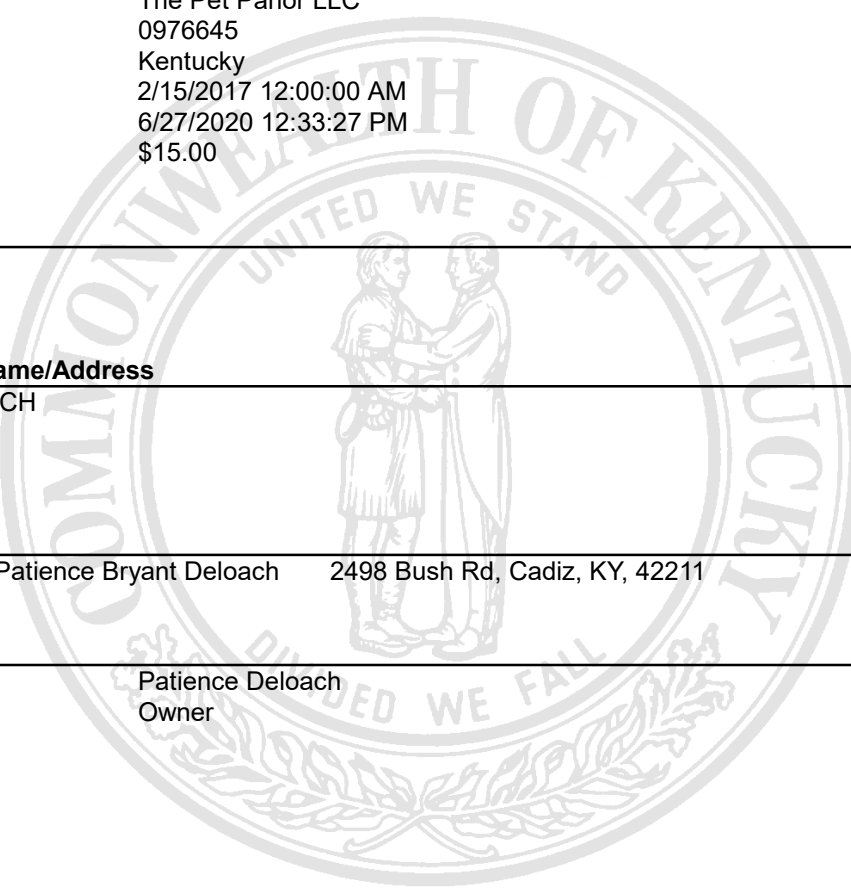 The Pet Parlor LLC
0976645
Kentucky
2/15/2017 12:00:00 AM
6/27/2020 12:33:27 PM
$15.00
COMMONWEALTH OF KENTUCKY
UNITED WE STAND
ame/Address
CH
Patience Bryant Deloach 2498 Bush Rd, Cadiz, KY, 42211
DIVIDED WE FALL
Patience Deloach
Owner